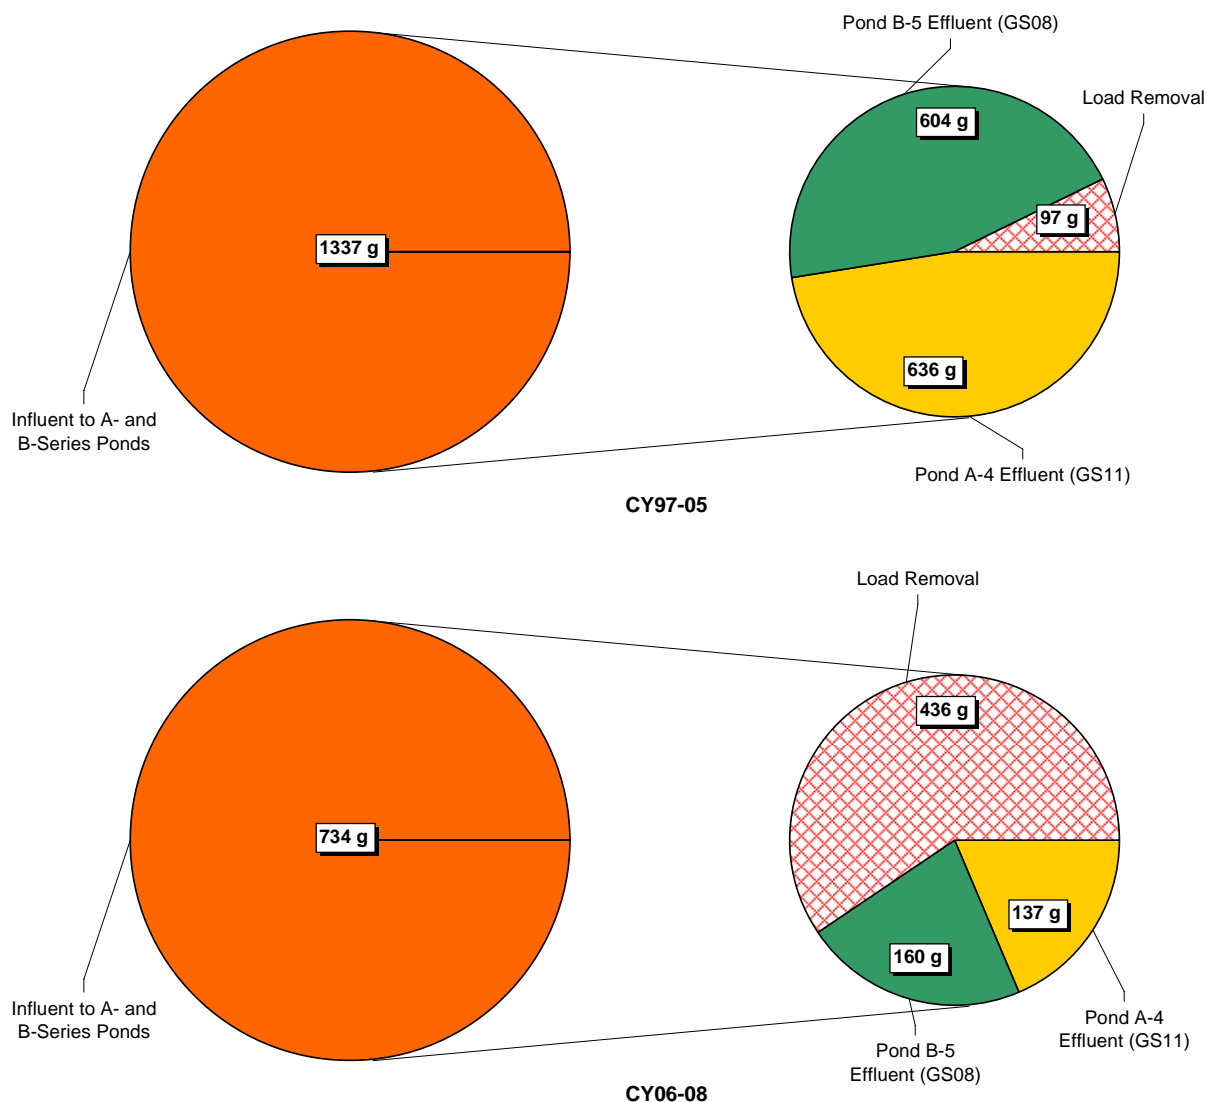 Pond B-5 Effluent (GS08)
Load Removal
604 g
97 g
1337 g
636 g
Influent to A- and
B-Series Ponds
Pond A-4 Effluent (GS11)
CY97-05
Load Removal
436 g
734 g
137 g
160 g
Influent to A- and
B-Series Ponds
Pond A-4
Effluent (GS11)
Pond B-5
Effluent (GS08)
CY06-08